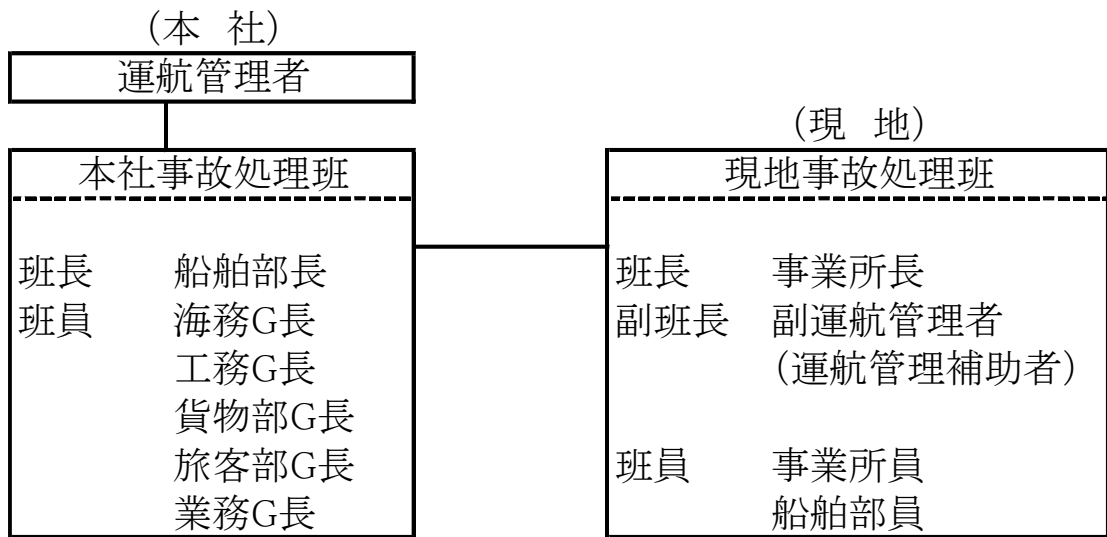 (本 社)
運航管理者
本社事故処理班
班長 船舶部長
班員 海務G長
工務G長
貨物部G長
旅客部G長
業務G長
(現 地)
現地事故処理班
班長 事業所長
副班長 副運航管理者
(運航管理補助者)
班員 事業所員
船舶部員